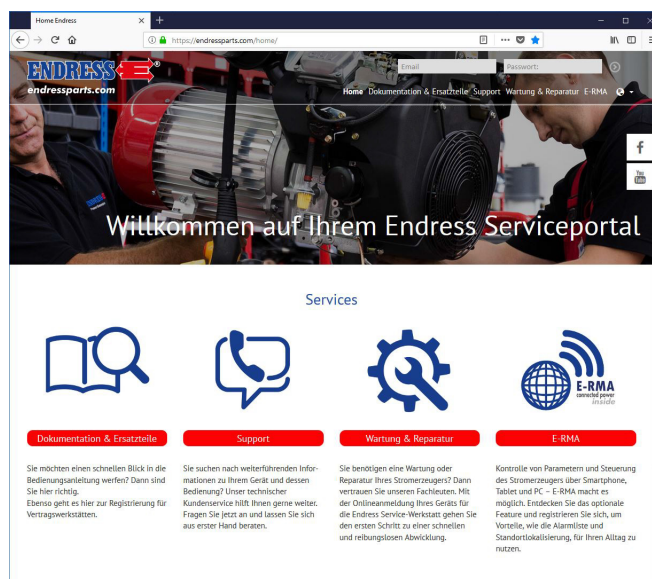 Home Endress
https://endressparts.com/home/
ENDRESS®
endressparts.com
Email
Passwort:
Home Dokumentation & Ersatzteile Support Wartung & Reparatur E-RMA
You
Tube
Willkommen auf Ihrem Endress Serviceportal
Services
E-RMA
connected power
inside
Dokumentation & Ersatzteile
Support
Wartung & Reparatur
E-RMA
Sie möchten einen schnellen Blick in die
Bedienungsanleitung werfen? Dann sind
Sie hier richtig.
Ebenso geht es hier zur Registrierung für
Vertragswerkstätten.
Sie suchen nach weiterführenden Infor-
mationen zu Ihrem Gerät und dessen
Bedienung? Unser technischer
Kundenservice hilft Ihnen gerne weiter.
Fragen Sie jetzt an und lassen Sie sich
aus erster Hand beraten.
Sie benötigen eine Wartung oder
Reparatur Ihres Stromerzeugers? Dann
vertrauen Sie unseren Fachleuten. Mit
der Onlineanmeldung Ihres Geräts für
die Endress Service-Werkstatt gehen Sie
den ersten Schritt zu einer schnellen
und reibungslosen Abwicklung.
Kontrolle von Parametern und Steuerung
des Stromerzeugers über Smartphone,
Tablet und PC – E-RMA macht es
möglich. Entdecken Sie das optionale
Feature und registrieren Sie sich, um
Vorteile, wie die Alarmliste und
Standortlokalisierung, für Ihren Alltag zu
nutzen.